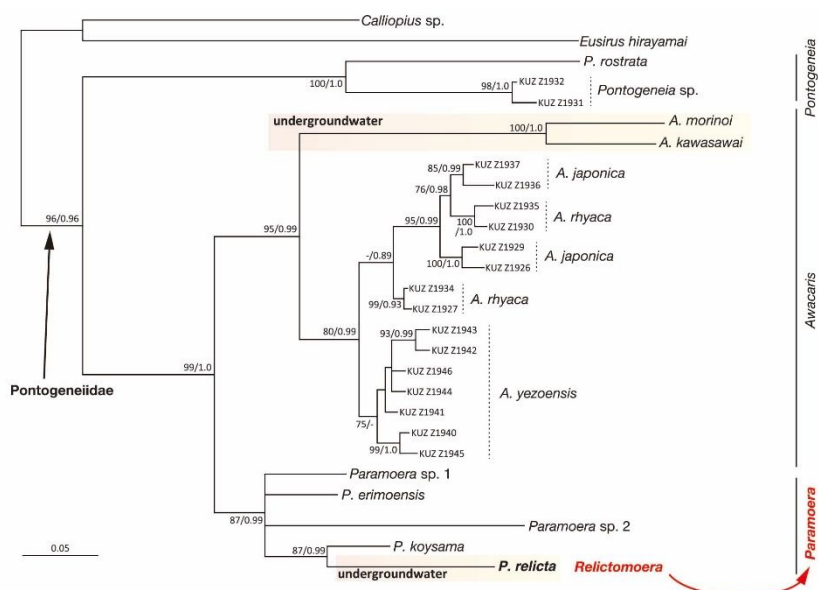 Calliopius sp.
Eusirus hirayamai
P. rostrata
100/1.0
98/1.0
KUZ Z1932
KUZ Z1931
Pontogeneia sp.
Pontogeneia
undergroundwater
100/1.0
A. morinoi
A. kawasawai
85/0.99
KUZ Z1937
KUZ Z1936
A. japonica
76/0.98
95/0.99
KUZ Z1935
100
/1.0
KUZ Z1930
A. rhyaca
95/0.99
KUZ Z1929
100/1.0
KUZ Z1926
A. japonica
-/0.89
KUZ Z1934
99/0.93
KUZ Z1927
A. rhyaca
96/0.96
80/0.99
93/0.99
KUZ Z1943
KUZ Z1942
KUZ Z1946
KUZ Z1944
KUZ Z1941
A. yezoensis
75/-
KUZ Z1940
99/1.0
KUZ Z1945
Awacaris
Pontogeneiidae
99/1.0
Paramoera sp. 1
P. erimoensis
87/0.99
Paramoera sp. 2
87/0.99
P. koysama
undergroundwater
P. relicta
Relictomoera
Paramoera
0.05